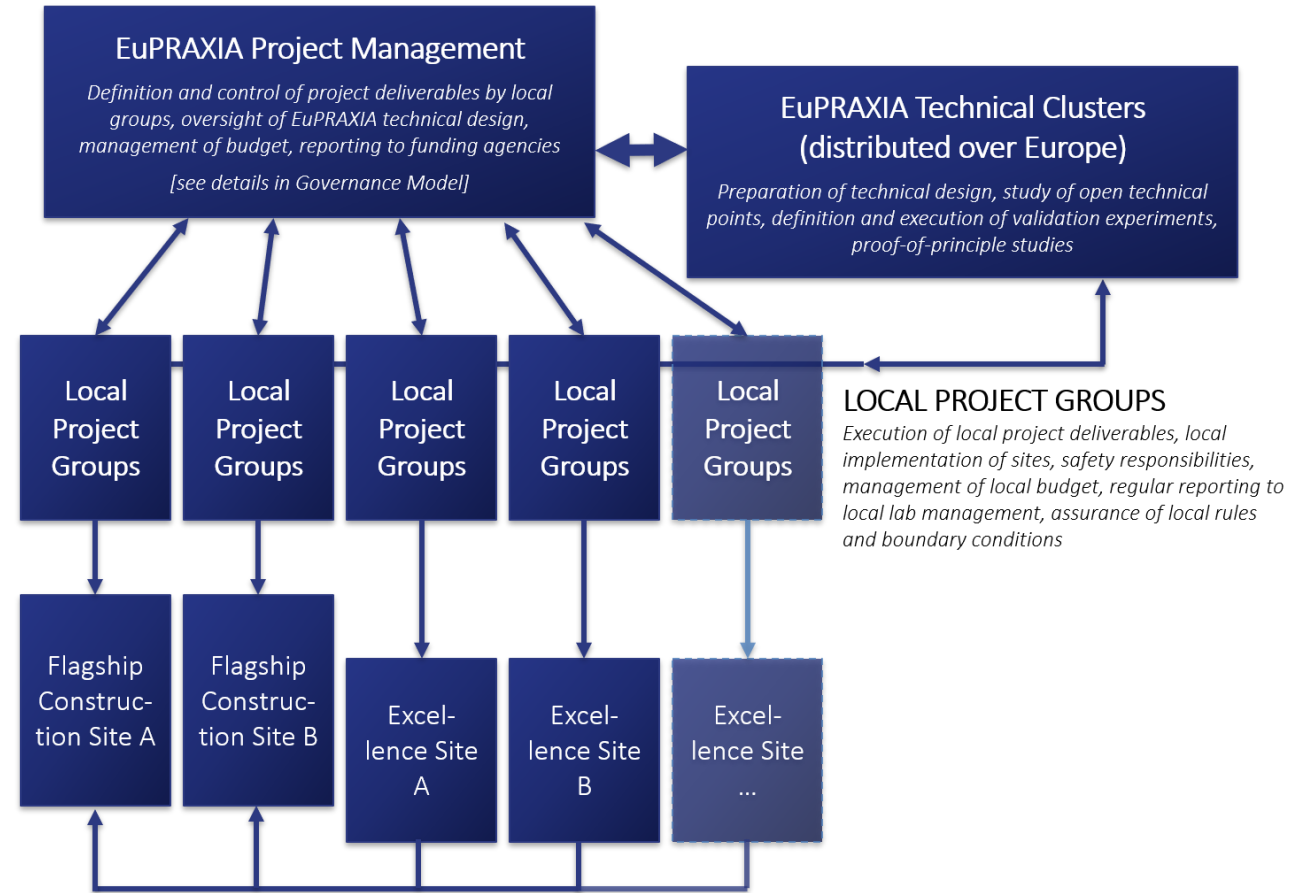 EuPRAXIA Project Management
Definition and control of project deliverables by local
groups, oversight of EuPRAXIA technical design,
management of budget, reporting to funding agencies
[see details in Governance Model]
EuPRAXIA Technical Clusters
(distributed over Europe)
Preparation of technical design, study of open technical
points, definition and execution of validation experiments,
proof-of-principle studies
Local
Project
Groups
Local
Project
Groups
Local
Project
Groups
Local
Project
Groups
Local
Project
Groups
LOCAL PROJECT GROUPS
Execution of local project deliverables, local
implementation of sites, safety responsibilities,
management of local budget, regular reporting to
local lab management, assurance of local rules
and boundary conditions
Flagship
Construc-
tion Site A
Flagship
Construc-
tion Site B
Excel-
lence Site
A
Excel-
lence Site
B
Excel-
lence Site
...